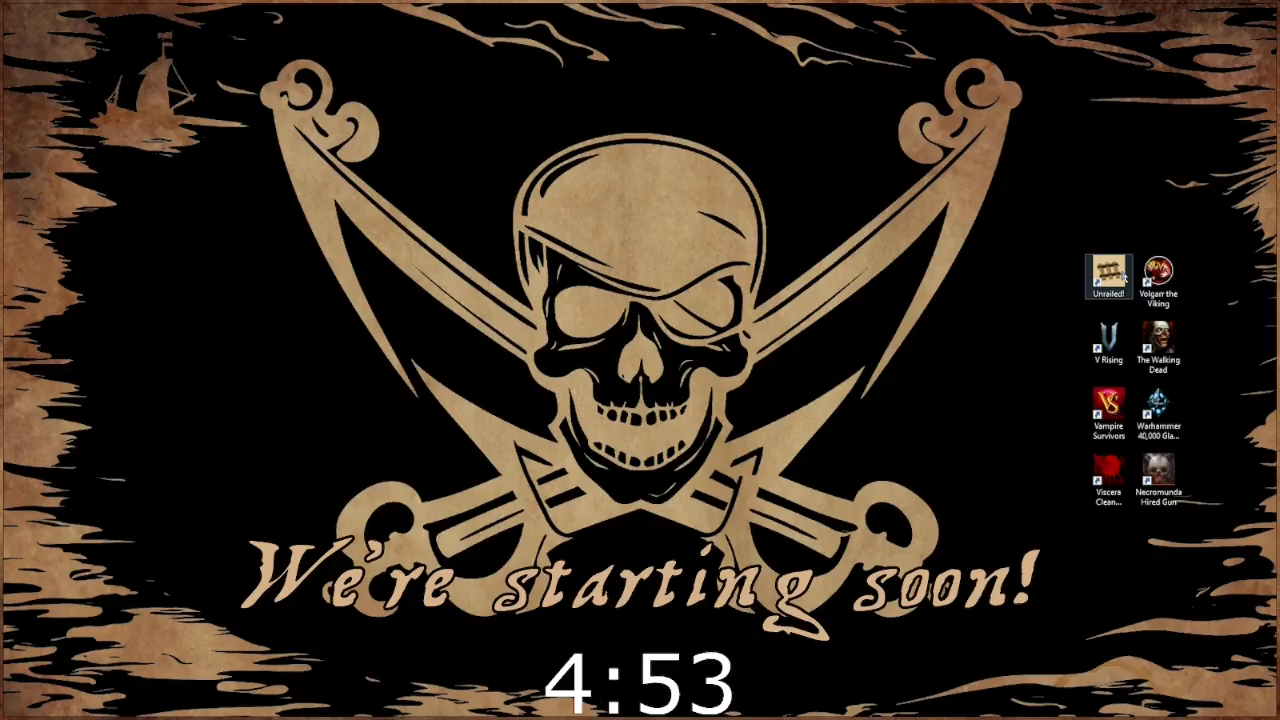 Unrailed!
Volgarr the
Viking
V Rising
The Walking
Dead
Vampire
Survivors
Warhammer
40,000 Gla...
Viscera
Clean...
Necromunda
Hired Gun
We're starting soon!
4:53